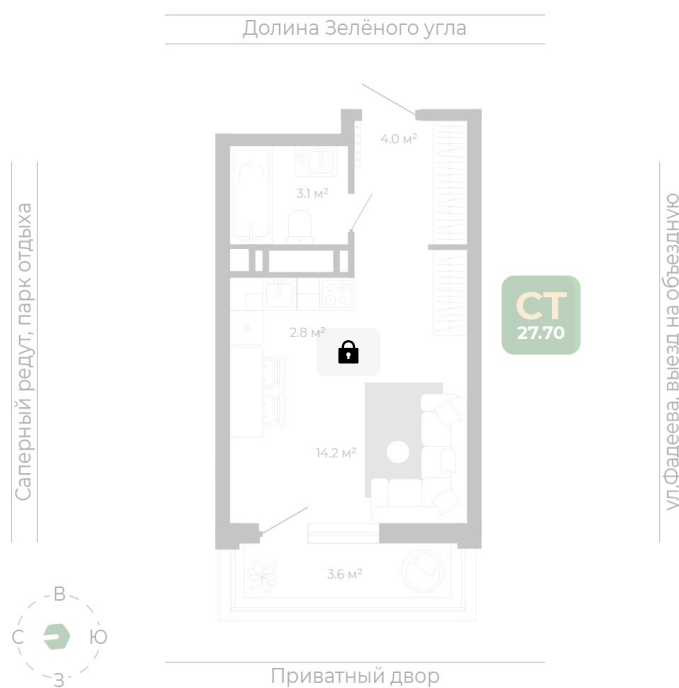 Долина Зелёного угла
4.0 м²
3.1 м²
Саперный редут, парк отдыха
ул.Фадеева, выезд на объездную
СТ
27.70
2.8 м²
14.2 м²
3.6 м²
В
С
Ю
З
Приватный двор